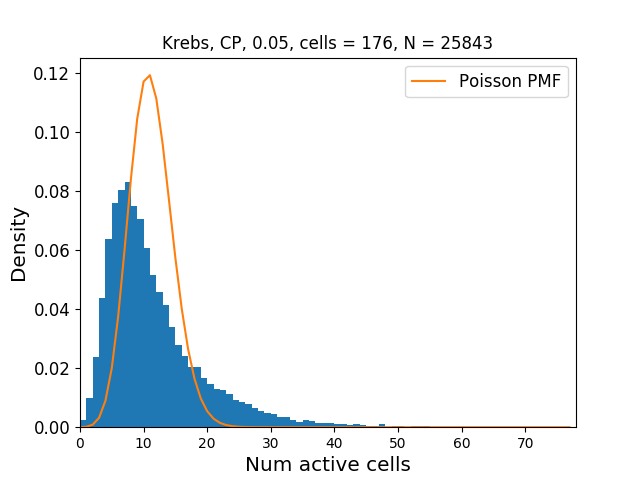 Krebs, CP, 0.05, cells = 176, N = 25843
Poisson PMF
0.12
0.10
0.08
0.06
0.04
0.02
0.00
Density
0 10 20 30 40 50 60 70
Num active cells